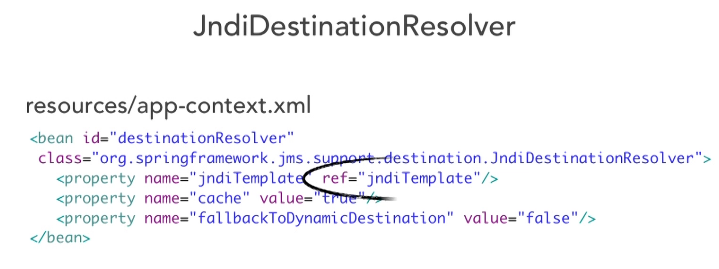 JndiDestinationResolver
resources/app-context.xml
<bean id="destinationResolver"
class="org.springframework.jms.support.destination.JndiDestinationResolver">
<property name="jndiTemplate" ref="jndiTemplate"/>
<property name="cache" value="true"/>
<property name="fallbackToDynamicDestination" value="false"/>
</bean>